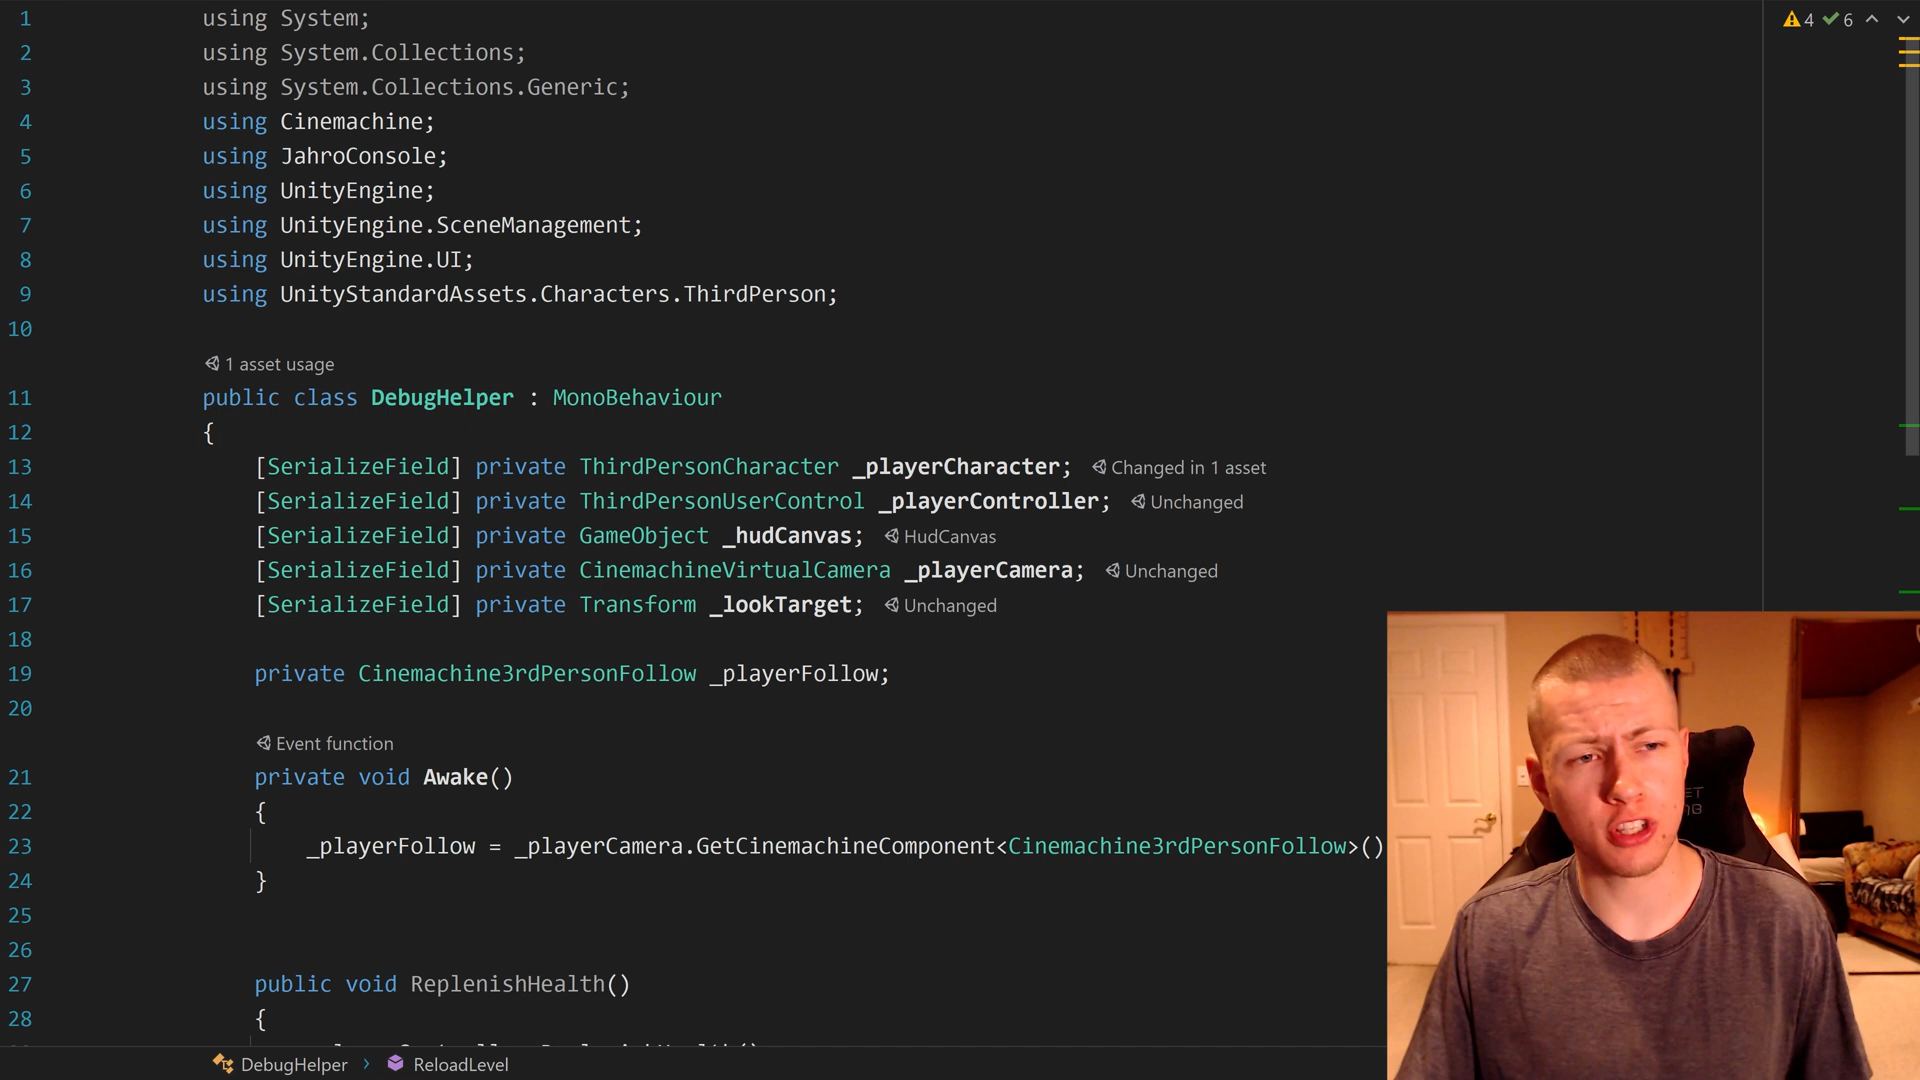 1 using System;
2 using System.Collections;
3 using System.Collections.Generic;
4 using Cinemachine;
5 using JahroConsole;
6 using UnityEngine;
7 using UnityEngine.SceneManagement;
8 using UnityEngine.UI;
9 using UnityStandardAssets.Characters.ThirdPerson;
10
1 asset usage
11 public class DebugHelper : MonoBehaviour
12 {
13 [SerializeField] private ThirdPersonCharacter _playerCharacter; Changed in 1 asset
14 [SerializeField] private ThirdPersonUserControl _playerController; Unchanged
15 [SerializeField] private GameObject _hudCanvas; HudCanvas
16 [SerializeField] private CinemachineVirtualCamera _playerCamera; Unchanged
17 [SerializeField] private Transform _lookTarget; Unchanged
18
19 private Cinemachine3rdPersonFollow _playerFollow;
20
Event function
21 private void Awake()
22 {
23 _playerFollow = _playerCamera.GetCinemachineComponent<Cinemachine3rdPersonFollow>()
24 }
25
26
27 public void ReplenishHealth()
28 {
DebugHelper > ReloadLevel
4 6